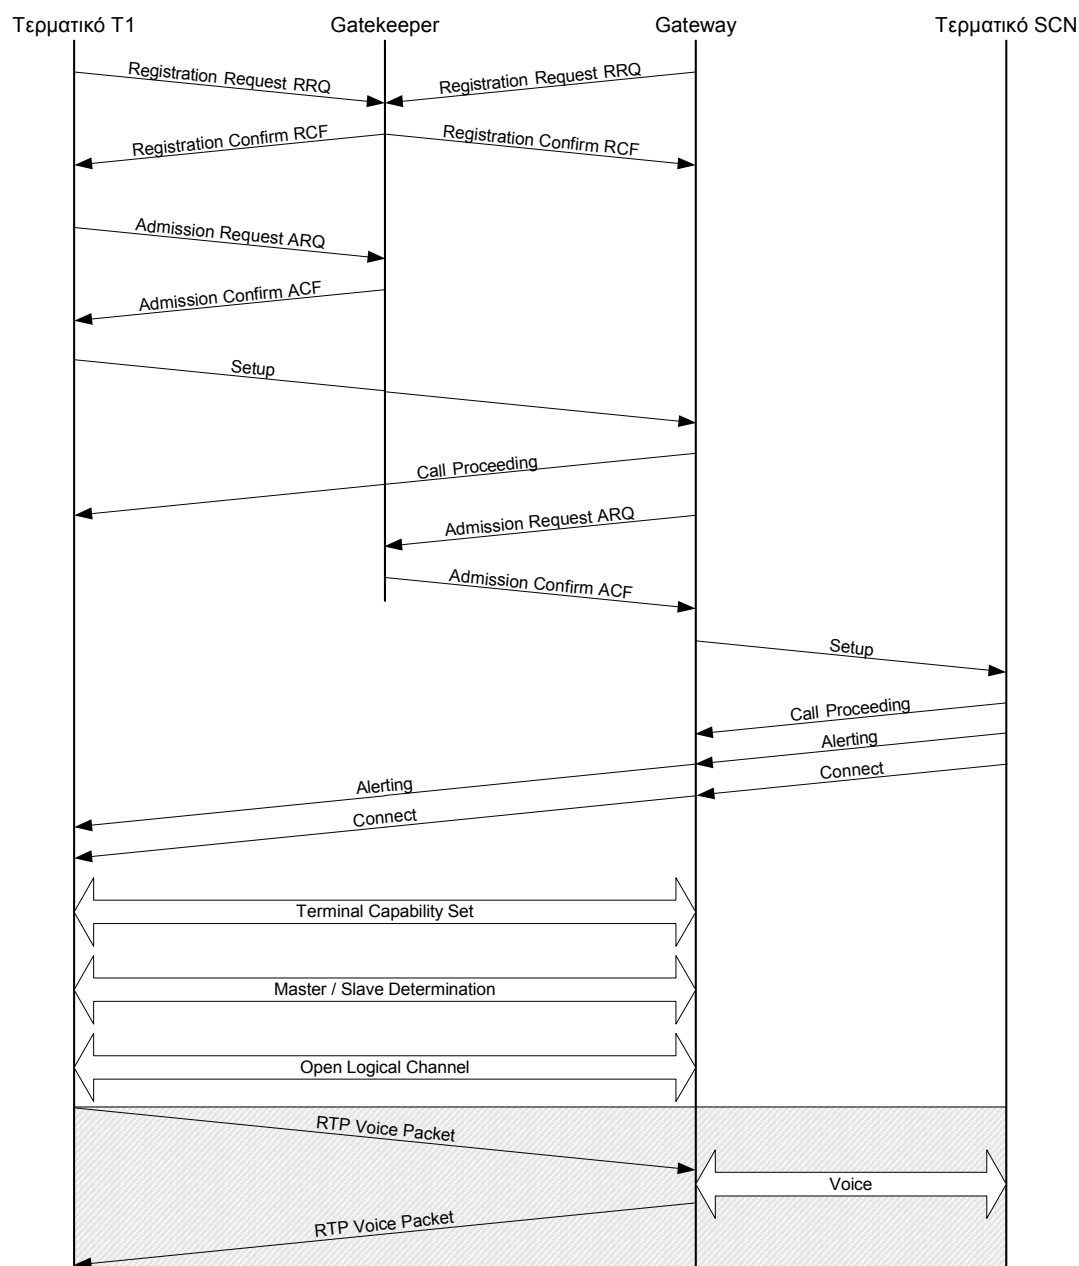 Τερματικό T1
Gatekeeper
Gateway
Τερματικό SCN
Registration Request RRQ
Registration Request RRQ
Registration Confirm RCF
Registration Confirm RCF
Admission Request ARQ
Admission Confirm ACF
Setup
Call Proceeding
Admission Request ARQ
Admission Confirm ACF
Setup
Call Proceeding
Alerting
Connect
Alerting
Connect
Terminal Capability Set
Master / Slave Determination
Open Logical Channel
RTP Voice Packet
Voice
RTP Voice Packet